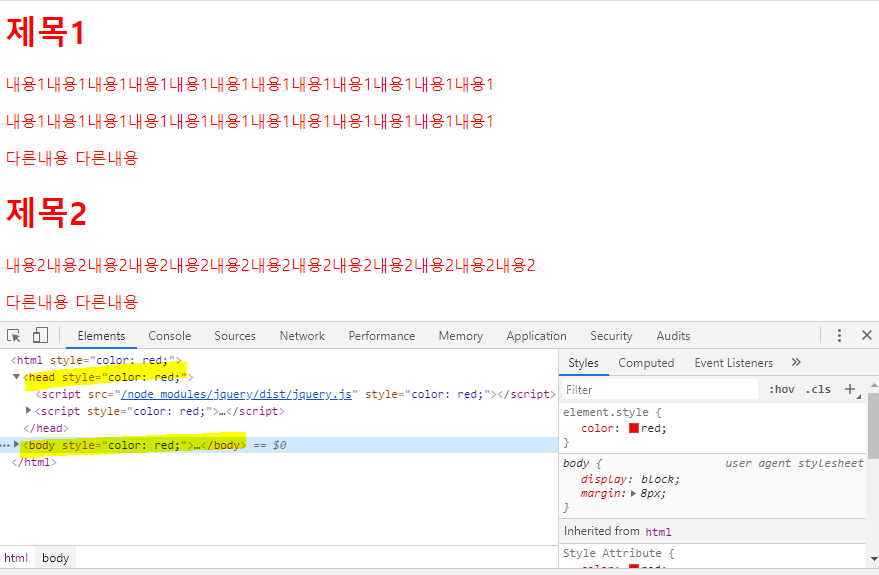 제목1
내용1내용1내용1내용1내용1내용1내용1내용1내용1내용1내용1내용1
내용1내용1내용1내용1내용1내용1내용1내용1내용1내용1내용1내용1
다른내용 다른내용
제목2
내용2내용2내용2내용2내용2내용2내용2내용2내용2내용2내용2내용2내용2
다른내용 다른내용
Elements Console Sources Network Performance Memory Application Security Audits
<html style="color: red;">
<head style="color: red;">
<script src="/node_modules/jquery/dist/jquery.js" style="color: red;"></script>
<script style="color: red;">…</script>
</head>
<body style="color: red;">…</body> == $0
</html>
html body
Styles Computed Event Listeners »
Filter :hov .cls +
element.style {
color: red;
}
body { user agent stylesheet
display: block;
margin: 8px;
}
Inherited from html
Style Attribute {
color: red;